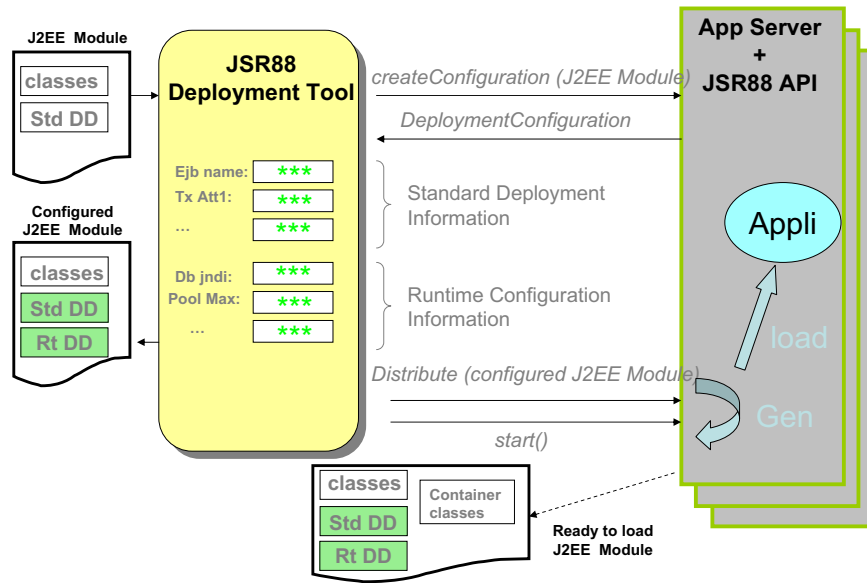 J2EE Module
classes
Std DD
JSR88
Deployment Tool
createConfiguration (J2EE Module)
DeploymentConfiguration
App Server
+
JSR88 API
Ejb name:
***
Tx Att1:
***
...
***
Standard Deployment
Information
Configured
J2EE Module
classes
Std DD
Rt DD
Db jndi:
***
Pool Max:
***
...
***
Runtime Configuration
Information
Appli
load
Gen
Distribute (configured J2EE Module)
start()
classes
Std DD
Rt DD
Container
classes
Ready to load
J2EE Module